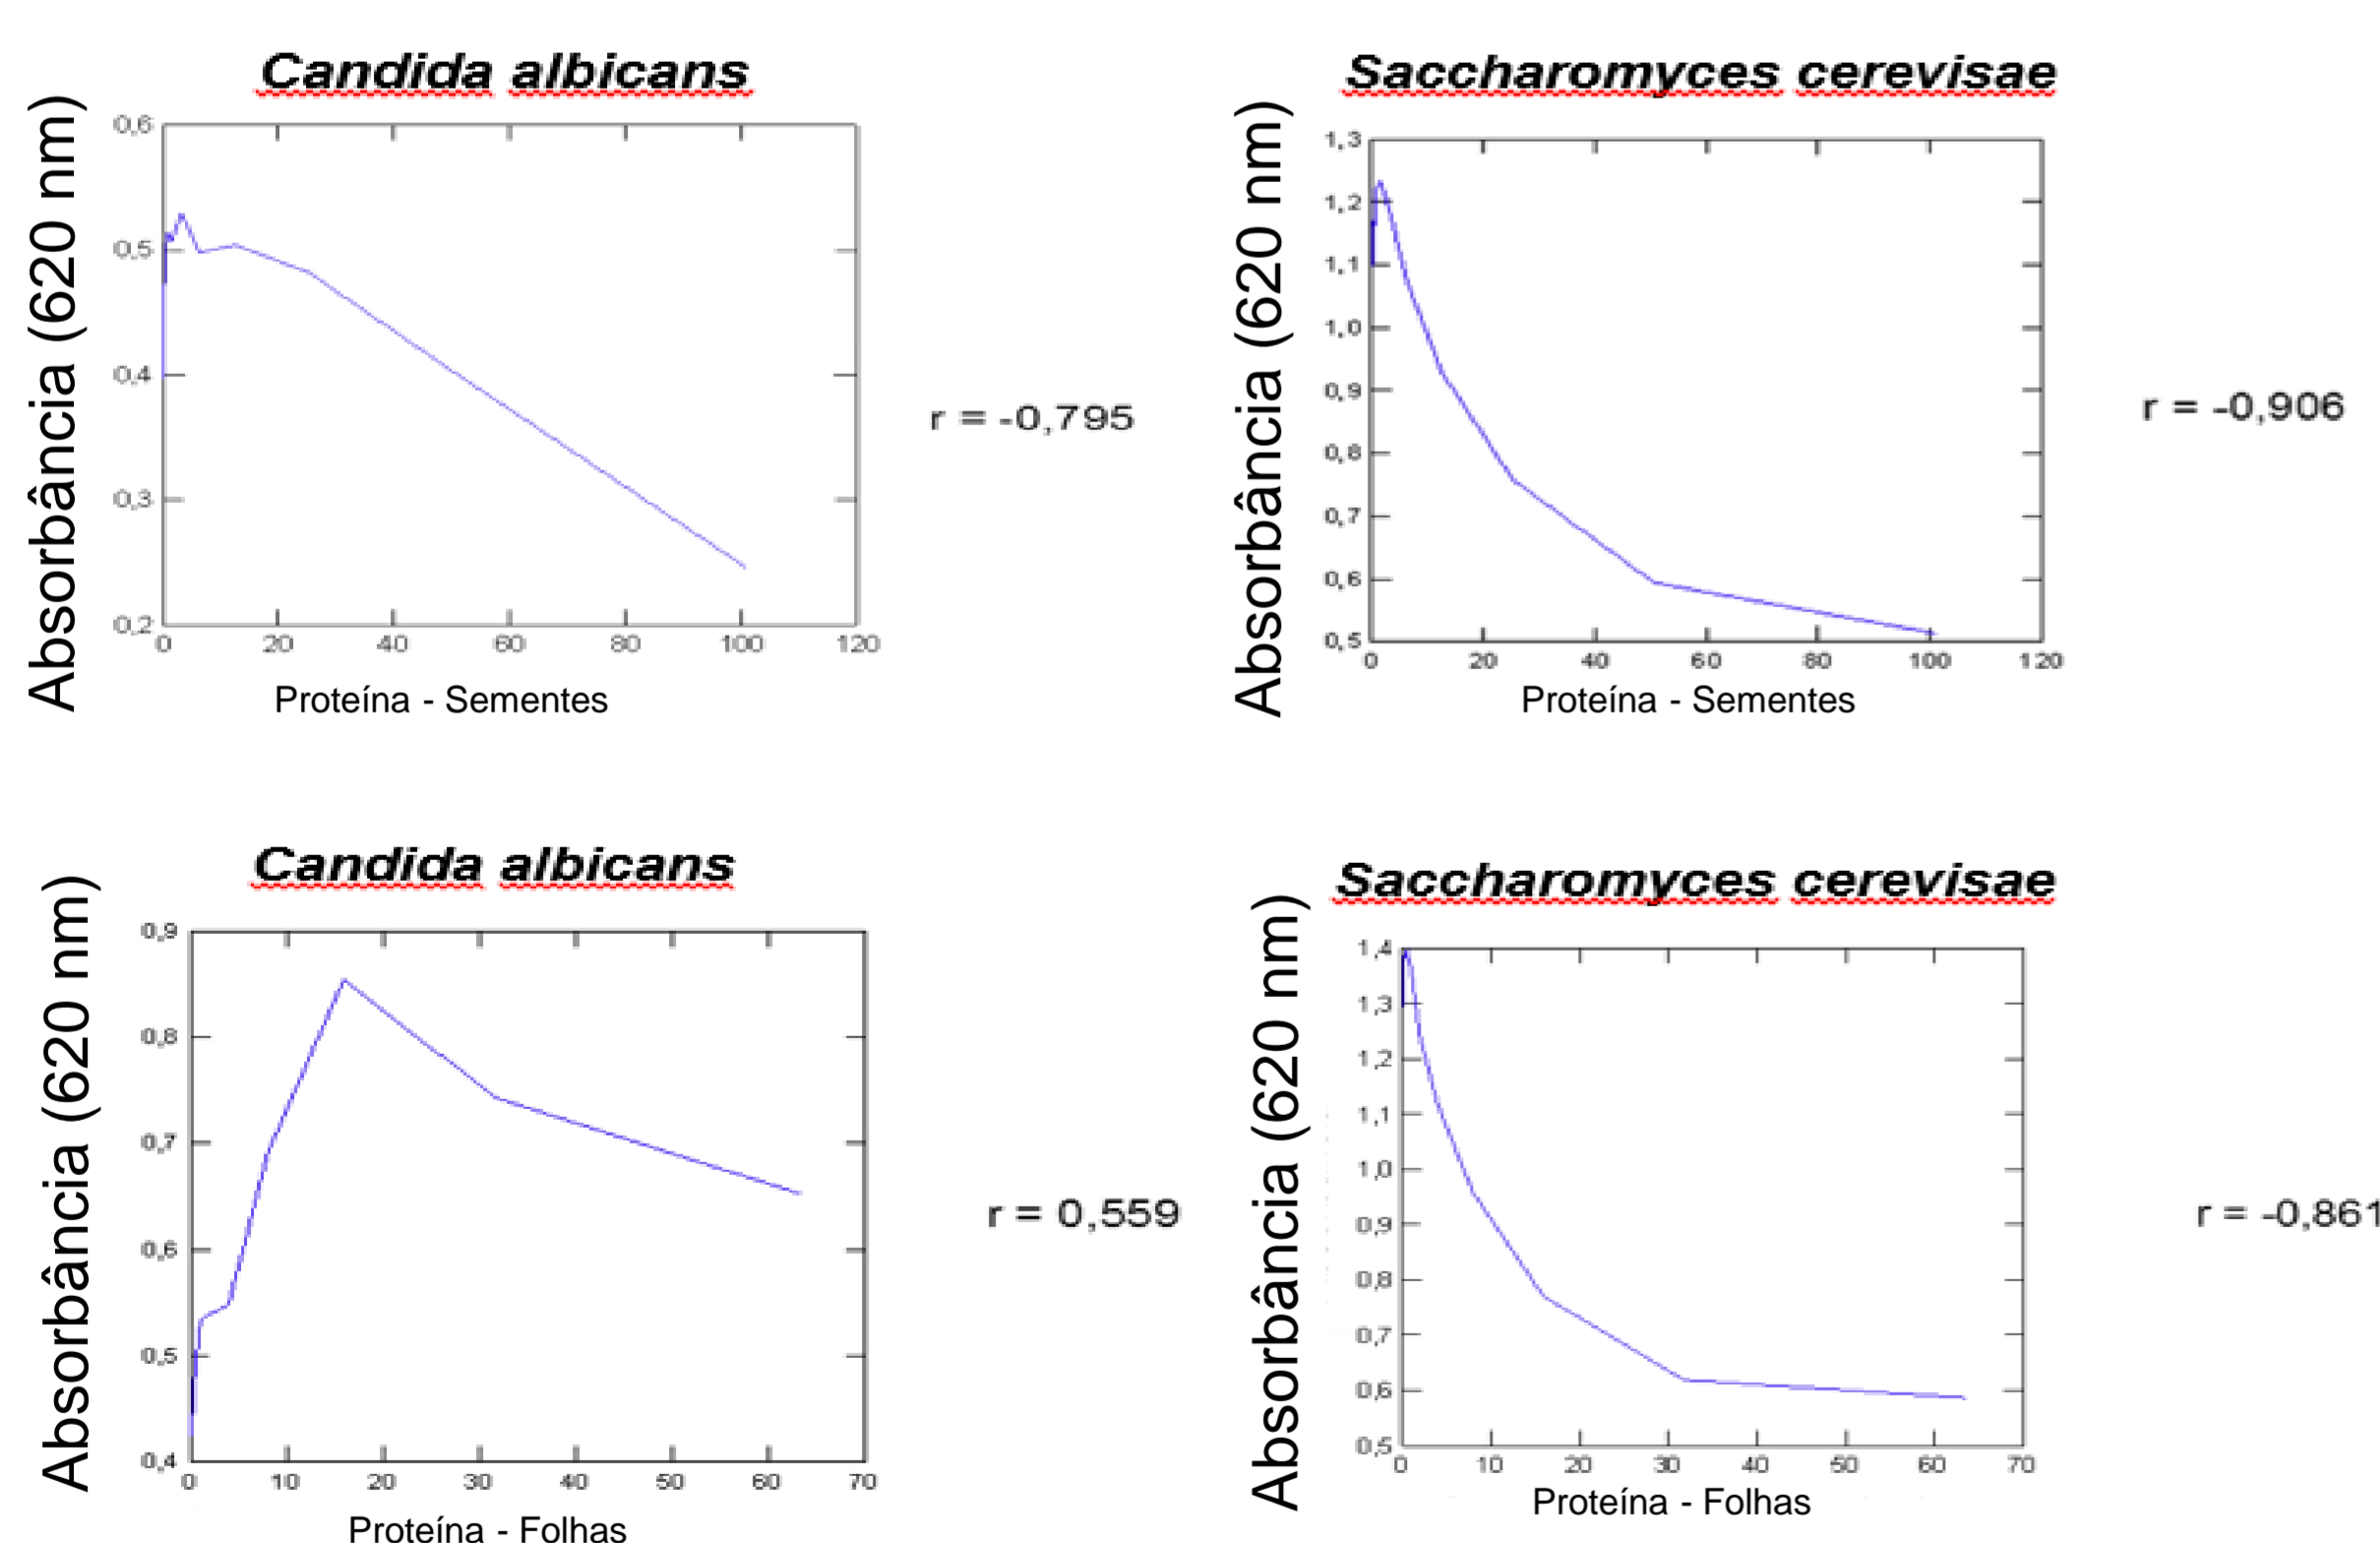 Candida albicans
Absorbância (620 nm)
0,6
0,5
0,4
0,3
0,2
0 20 40 60 80 100 120
Proteína - Sementes
r = -0,795
Saccharomyces cerevisae
Absorbância (620 nm)
1,3
1,2
1,1
1,0
0,9
0,8
0,7
0,6
0,5
0 20 40 60 80 100 120
Proteína - Sementes
r = -0,906
Candida albicans
Absorbância (620 nm)
0,9
0,8
0,7
0,6
0,5
0,4
0 10 20 30 40 50 60 70
Proteína - Folhas
r = 0,559
Saccharomyces cerevisae
Absorbância (620 nm)
1,4
1,3
1,2
1,1
1,0
0,9
0,8
0,7
0,6
0,5
0 10 20 30 40 50 60 70
Proteína - Folhas
r = -0,861